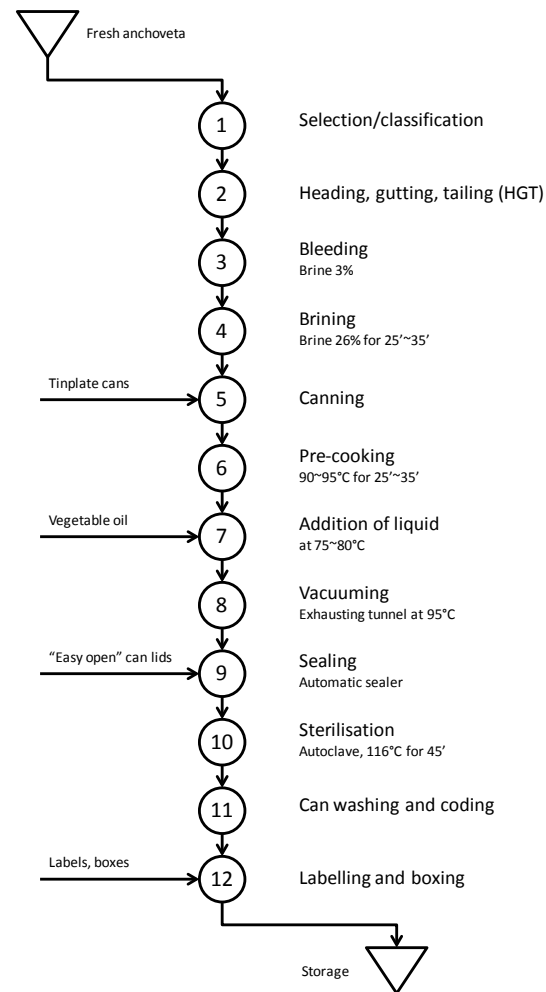 Fresh anchoveta
1
Selection/classification
2
Heading, gutting, tailing (HGT)
3
Bleeding
Brine 3%
4
Brining
Brine 26% for 25’~35’
Tinplate cans
5
Canning
6
Pre-cooking
90~95°C for 25’~35’
Vegetable oil
7
Addition of liquid
at 75~80°C
8
Vacuuming
Exhausting tunnel at 95°C
“Easy open” can lids
9
Sealing
Automatic sealer
10
Sterilisation
Autoclave, 116°C for 45’
11
Can washing and coding
Labels, boxes
12
Labelling and boxing
Storage